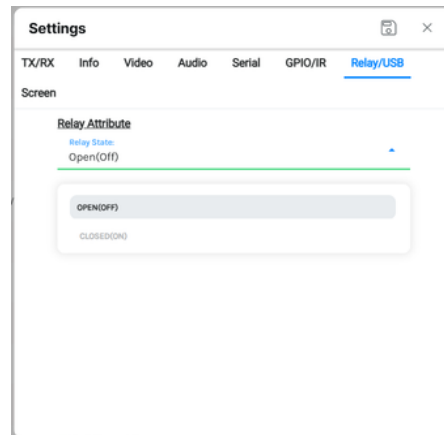 Settings
TX/RX Info Video Audio Serial GPIO/IR Relay/USB
Screen
Relay Attribute
Relay State:
Open(Off)
OPEN(OFF)
CLOSED(ON)